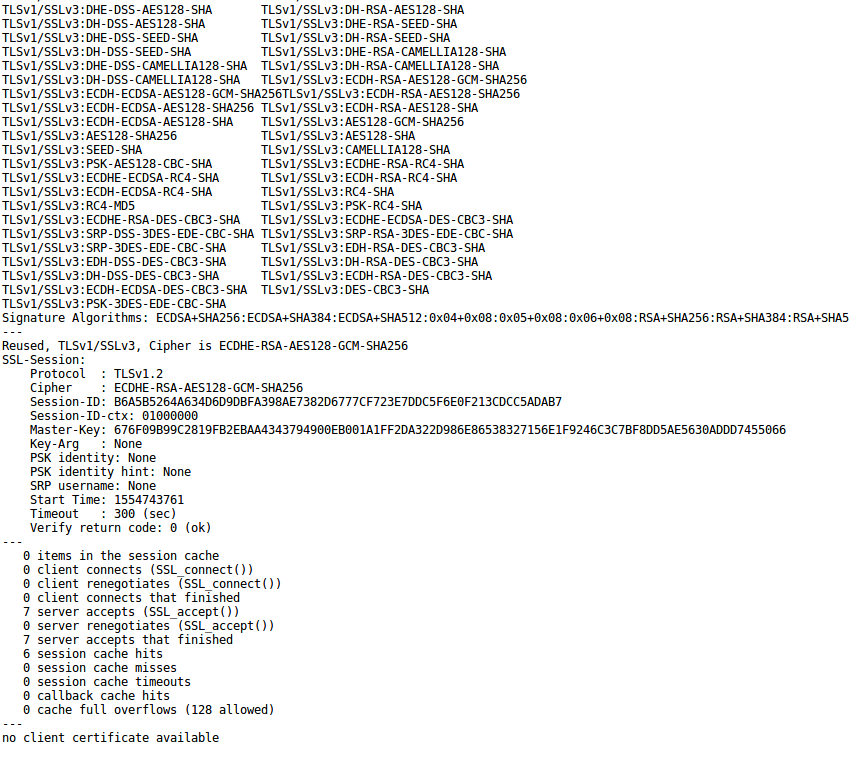 TLSv1/SSLv3:DHE-DSS-AES128-SHA       TLSv1/SSLv3:DH-RSA-AES128-SHA
TLSv1/SSLv3:DH-DSS-AES128-SHA        TLSv1/SSLv3:DHE-RSA-SEED-SHA
TLSv1/SSLv3:DHE-DSS-SEED-SHA         TLSv1/SSLv3:DH-RSA-SEED-SHA
TLSv1/SSLv3:DH-DSS-SEED-SHA          TLSv1/SSLv3:DHE-RSA-CAMELLIA128-SHA
TLSv1/SSLv3:DHE-DSS-CAMELLIA128-SHA  TLSv1/SSLv3:DH-RSA-CAMELLIA128-SHA
TLSv1/SSLv3:DH-DSS-CAMELLIA128-SHA   TLSv1/SSLv3:ECDH-RSA-AES128-GCM-SHA256
TLSv1/SSLv3:ECDH-ECDSA-AES128-GCM-SHA256TLSv1/SSLv3:ECDH-RSA-AES128-SHA256
TLSv1/SSLv3:ECDH-ECDSA-AES128-SHA256 TLSv1/SSLv3:ECDH-RSA-AES128-SHA
TLSv1/SSLv3:ECDH-ECDSA-AES128-SHA    TLSv1/SSLv3:AES128-GCM-SHA256
TLSv1/SSLv3:AES128-SHA256            TLSv1/SSLv3:AES128-SHA
TLSv1/SSLv3:SEED-SHA                 TLSv1/SSLv3:CAMELLIA128-SHA
TLSv1/SSLv3:PSK-AES128-CBC-SHA       TLSv1/SSLv3:ECDHE-RSA-RC4-SHA
TLSv1/SSLv3:ECDHE-ECDSA-RC4-SHA      TLSv1/SSLv3:ECDH-RSA-RC4-SHA
TLSv1/SSLv3:ECDH-ECDSA-RC4-SHA       TLSv1/SSLv3:RC4-SHA
TLSv1/SSLv3:RC4-MD5                  TLSv1/SSLv3:PSK-RC4-SHA
TLSv1/SSLv3:ECDHE-RSA-DES-CBC3-SHA   TLSv1/SSLv3:ECDHE-ECDSA-DES-CBC3-SHA
TLSv1/SSLv3:SRP-DSS-3DES-EDE-CBC-SHA TLSv1/SSLv3:SRP-RSA-3DES-EDE-CBC-SHA
TLSv1/SSLv3:SRP-3DES-EDE-CBC-SHA     TLSv1/SSLv3:EDH-RSA-DES-CBC3-SHA
TLSv1/SSLv3:EDH-DSS-DES-CBC3-SHA     TLSv1/SSLv3:DH-RSA-DES-CBC3-SHA
TLSv1/SSLv3:DH-DSS-DES-CBC3-SHA      TLSv1/SSLv3:ECDH-RSA-DES-CBC3-SHA
TLSv1/SSLv3:ECDH-ECDSA-DES-CBC3-SHA  TLSv1/SSLv3:DES-CBC3-SHA
TLSv1/SSLv3:PSK-3DES-EDE-CBC-SHA
Signature Algorithms: ECDSA+SHA256:ECDSA+SHA384:ECDSA+SHA512:0x04+0x08:0x05+0x08:0x06+0x08:RSA+SHA256:RSA+SHA384:RSA+SHA5
---
Reused, TLSv1/SSLv3, Cipher is ECDHE-RSA-AES128-GCM-SHA256
SSL-Session:
    Protocol  : TLSv1.2
    Cipher    : ECDHE-RSA-AES128-GCM-SHA256
    Session-ID: B6A5B5264A634D6D9DBFA398AE7382D6777CF723E7DDC5F6E0F213CDCC5ADAB7
    Session-ID-ctx: 01000000
    Master-Key: 676F09B99C2819FB2EBAA4343794900EB001A1FF2DA322D986E86538327156E1F9246C3C7BF8DD5AE5630ADDD7455066
    Key-Arg   : None
    PSK identity: None
    PSK identity hint: None
    SRP username: None
    Start Time: 1554743761
    Timeout   : 300 (sec)
    Verify return code: 0 (ok)
---
   0 items in the session cache
   0 client connects (SSL_connect())
   0 client renegotiates (SSL_connect())
   0 client connects that finished
   7 server accepts (SSL_accept())
   0 server renegotiates (SSL_accept())
   7 server accepts that finished
   6 session cache hits
   0 session cache misses
   0 session cache timeouts
   0 callback cache hits
   0 cache full overflows (128 allowed)
---
no client certificate available